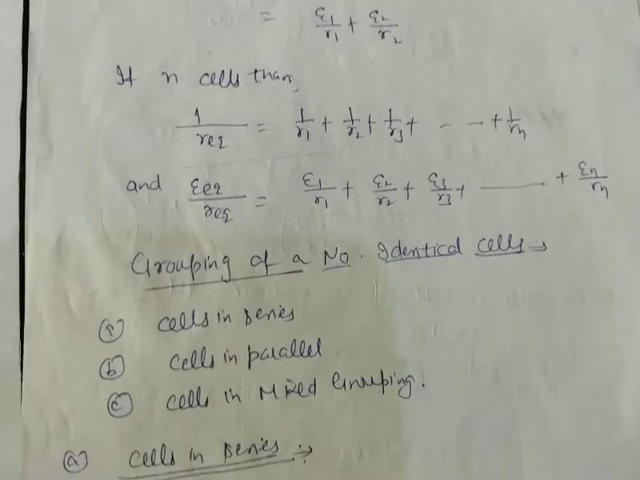 = ε1/r1 + ε2/r2
If n cells than,
1/req = 1/r1 + 1/r2 + 1/r3 + - - - + 1/rn
and εeq/req = ε1/r1 + ε2/r2 + ε3/r3 + ——— + εn/rn
Grouping of a No. Identical cells →
(a) cells in series
(b) cells in parallel
(c) cells in Mixed Grouping.
(a) cells in series :→